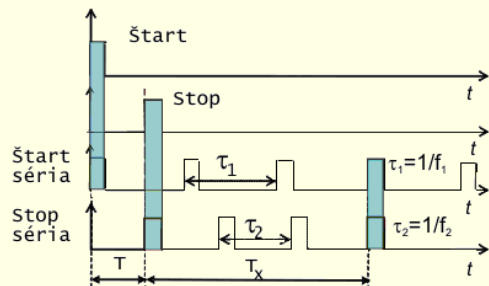 Štart
t
Stop
t
Štart
séria
τ₁
τ₁=1/f₁
t
Stop
séria
τ₂
τ₂=1/f₂
t
T
Tₓ